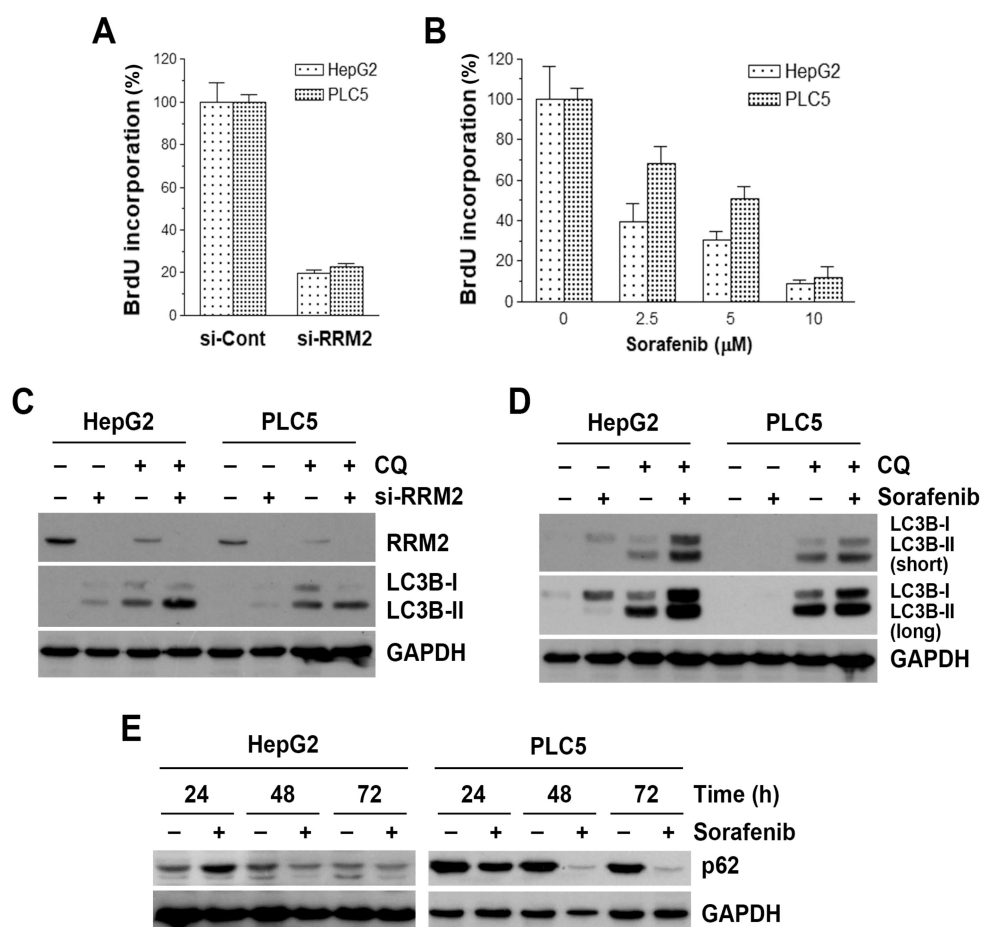 A
BrdU incorporation (%)
120
100
80
60
40
20
0
HepG2
PLC5
si-Cont si-RRM2
B
BrdU incorporation (%)
120
100
80
60
40
20
0
HepG2
PLC5
0 2.5 5 10
Sorafenib (μM)
C
HepG2 PLC5
– – + + – – + + CQ
– + – + – + – + si-RRM2
RRM2
LC3B-I
LC3B-II
GAPDH
D
HepG2 PLC5
– – + + – – + + CQ
– + – + – + – + Sorafenib
LC3B-I
LC3B-II
(short)
LC3B-I
LC3B-II
(long)
GAPDH
E
HepG2 PLC5
24 48 72 24 48 72 Time (h)
– + – + – + – + – + – + Sorafenib
p62
GAPDH